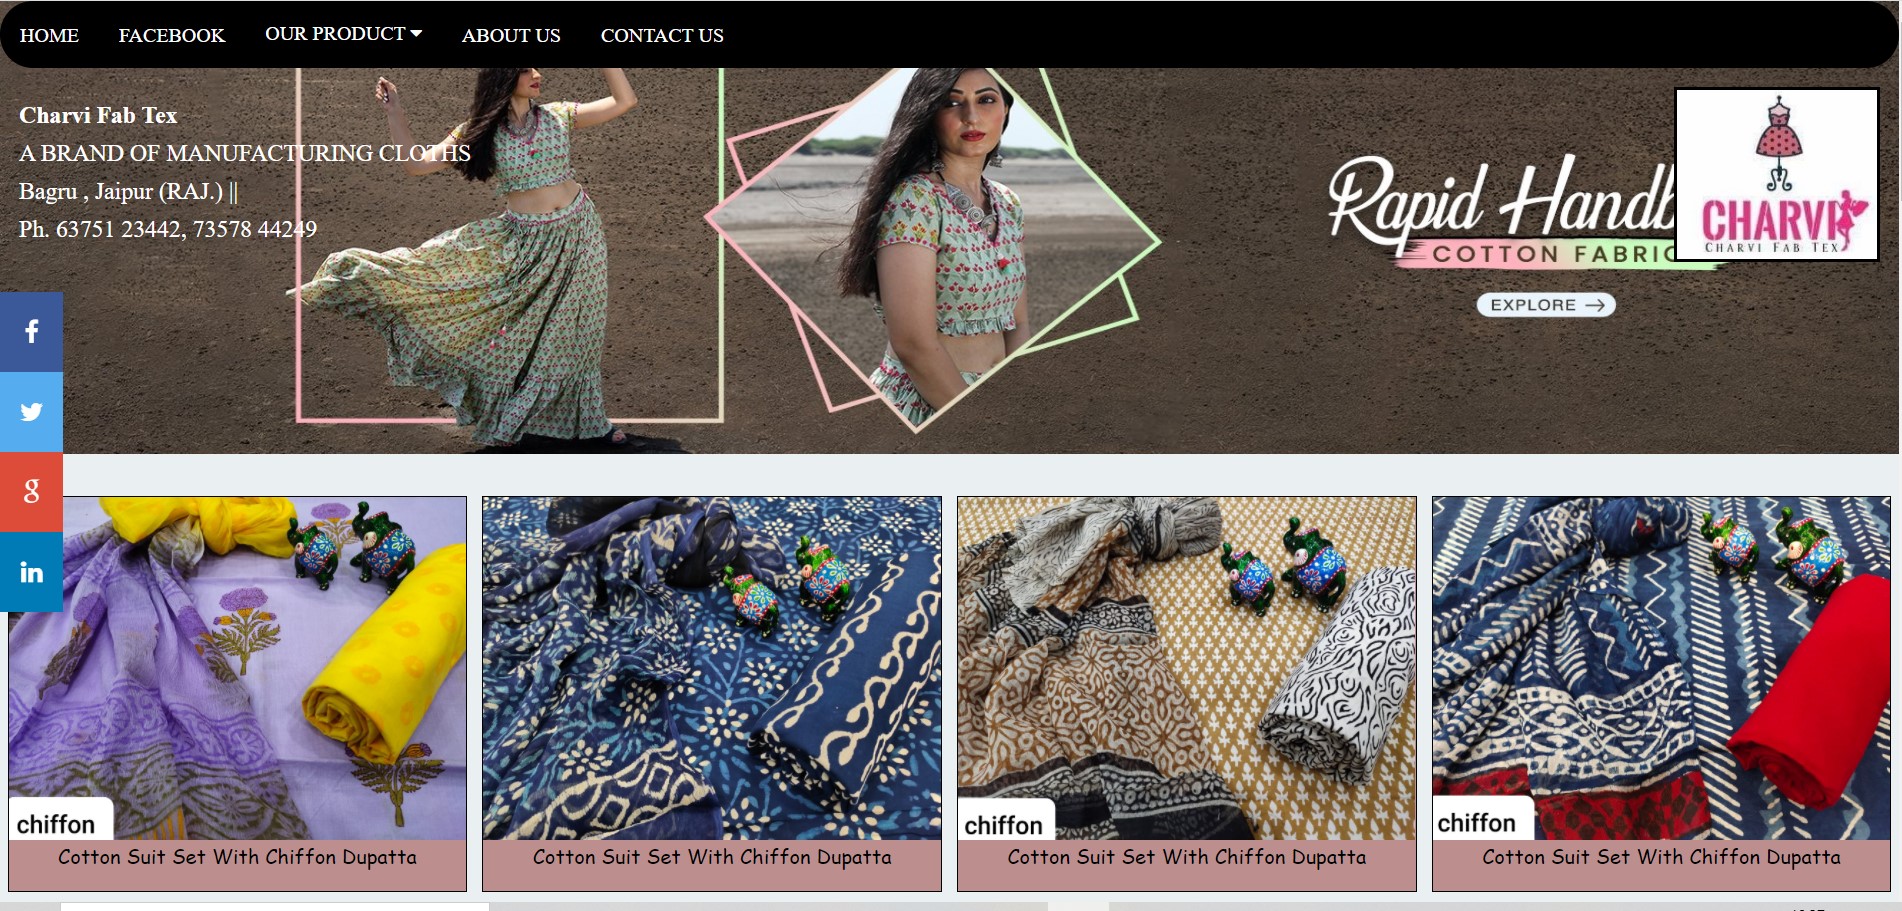 HOME FACEBOOK OUR PRODUCT ABOUT US CONTACT US
Charvi Fab Tex
A BRAND OF MANUFACTURING CLOTHS
Bagru , Jaipur (RAJ.) ||
Ph. 63751 23442, 73578 44249
Rapid Handb
COTTON FABRIC
EXPLORE →
CHARVI
CHARVI FAB TEX
f
g
in
chiffon
chiffon
chiffon
Cotton Suit Set With Chiffon Dupatta
Cotton Suit Set With Chiffon Dupatta
Cotton Suit Set With Chiffon Dupatta
Cotton Suit Set With Chiffon Dupatta